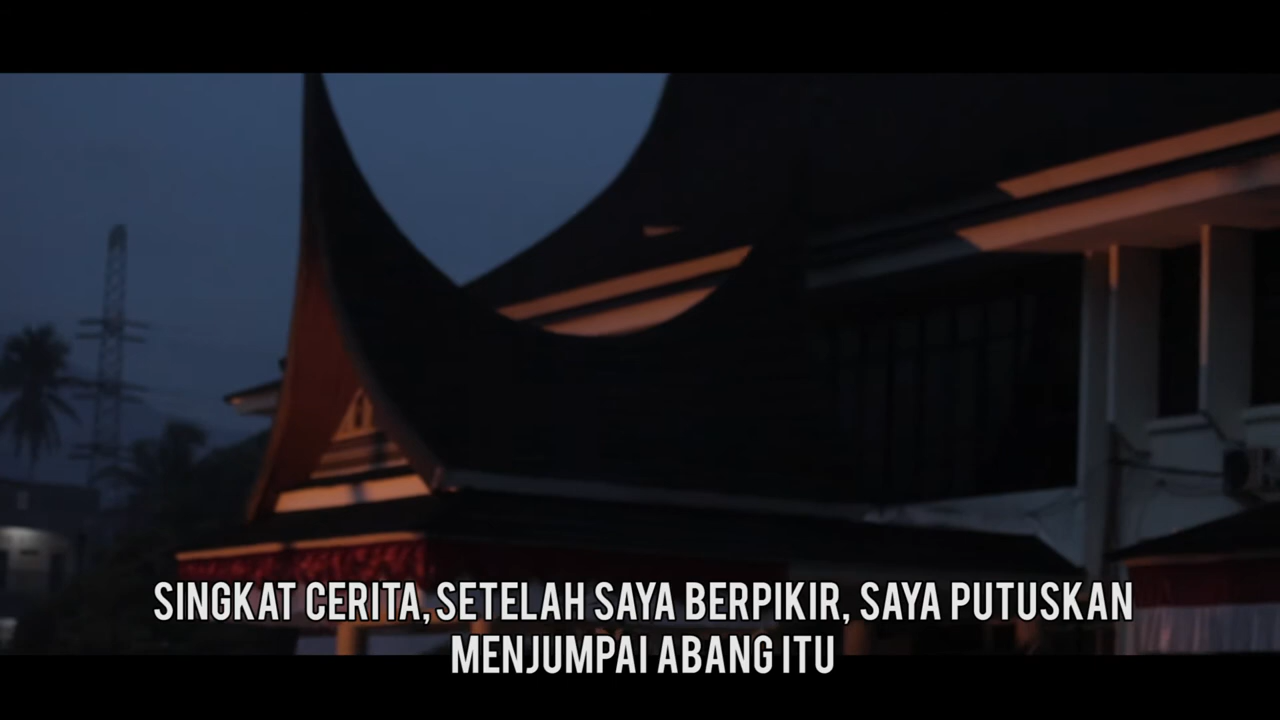 SINGKAT CERITA, SETELAH SAYA BERPIKIR, SAYA PUTUSKAN
MENJUMPAI ABANG ITU